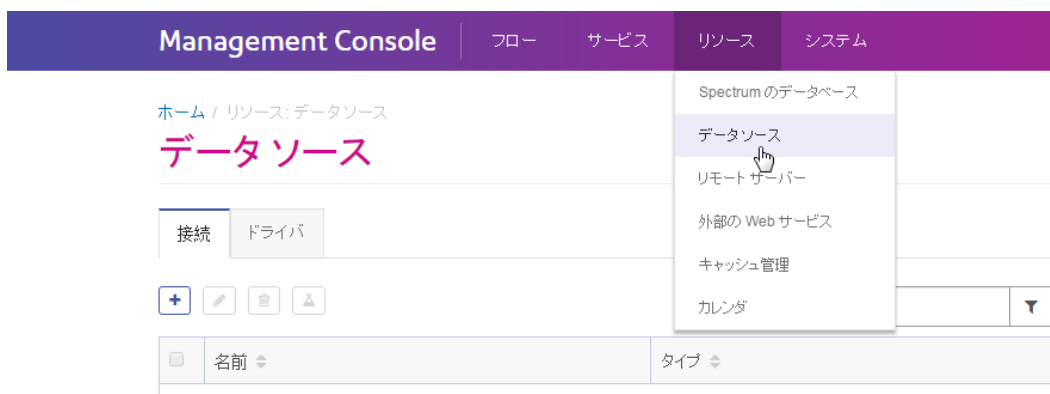 Management Console フロー サービス リソース システム
ホーム / リソース: データソース
データ ソース
Spectrum のデータベース
データソース
リモート サーバー
外部の Web サービス
キャッシュ管理
カレンダ
接続 ドライバ
名前 タイプ